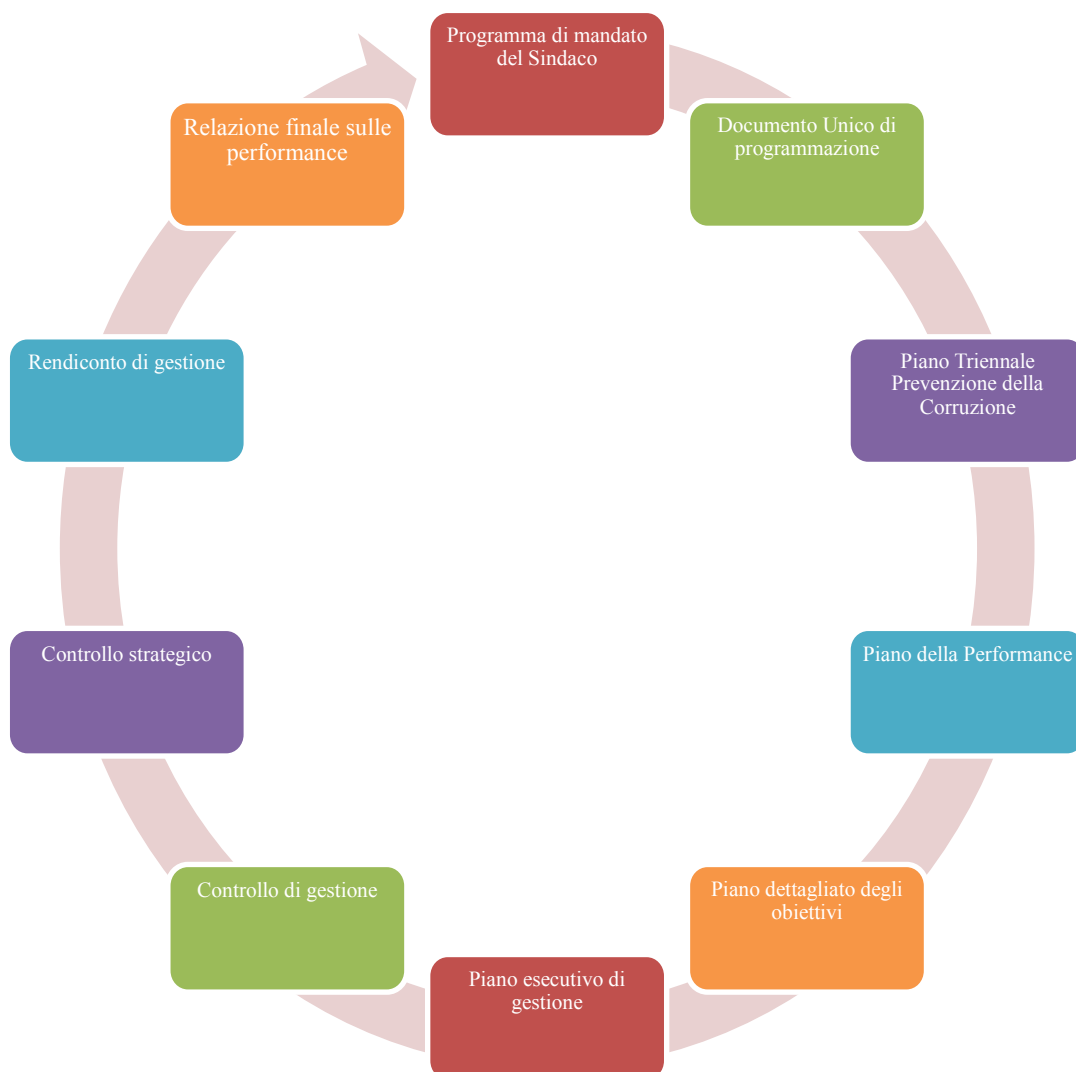 Programma di mandato
del Sindaco
Documento Unico di
programmazione
Piano Triennale
Prevenzione della
Corruzione
Piano della Performance
Piano dettagliato degli
obiettivi
Piano esecutivo di
gestione
Controllo di gestione
Controllo strategico
Rendiconto di gestione
Relazione finale sulle
performance